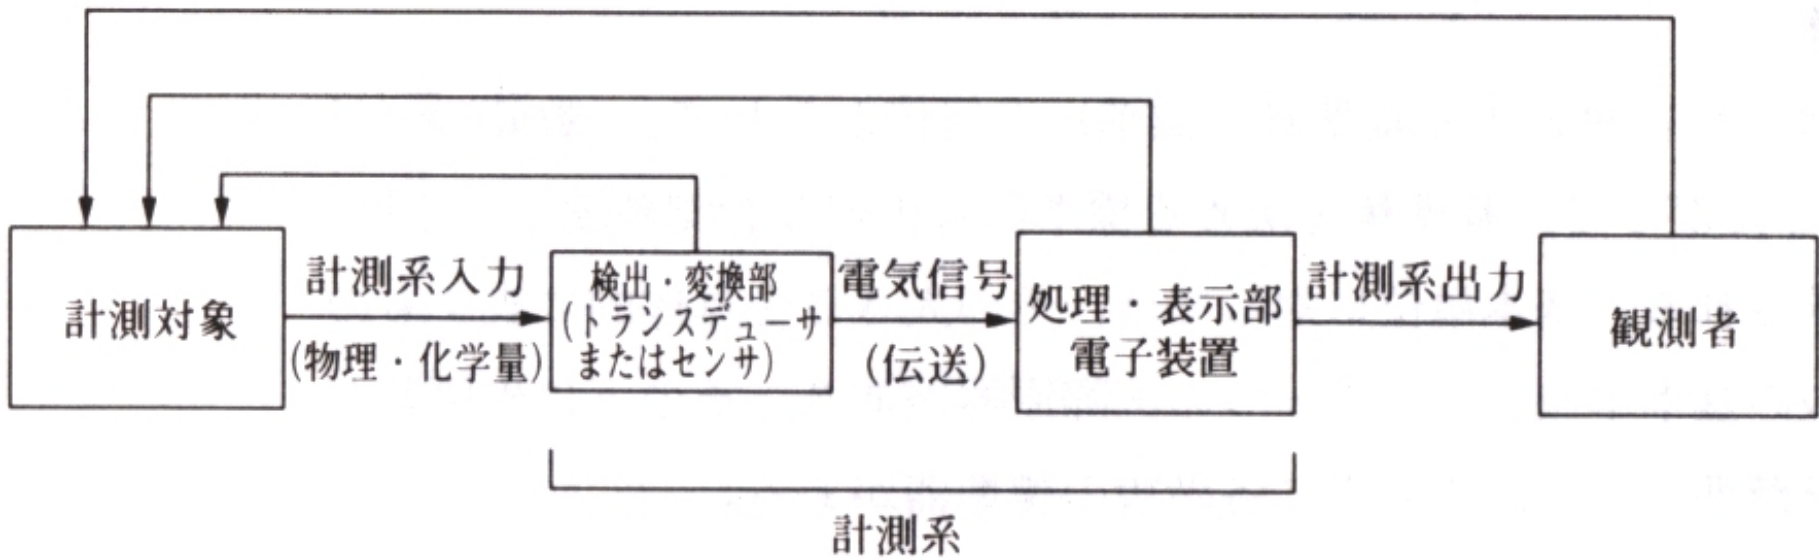 計測対象
計測系入力
(物理・化学量)
検出・変換部
(トランスデューサ
またはセンサ)
電気信号
(伝送)
処理・表示部
電子装置
計測系出力
観測者
計測系